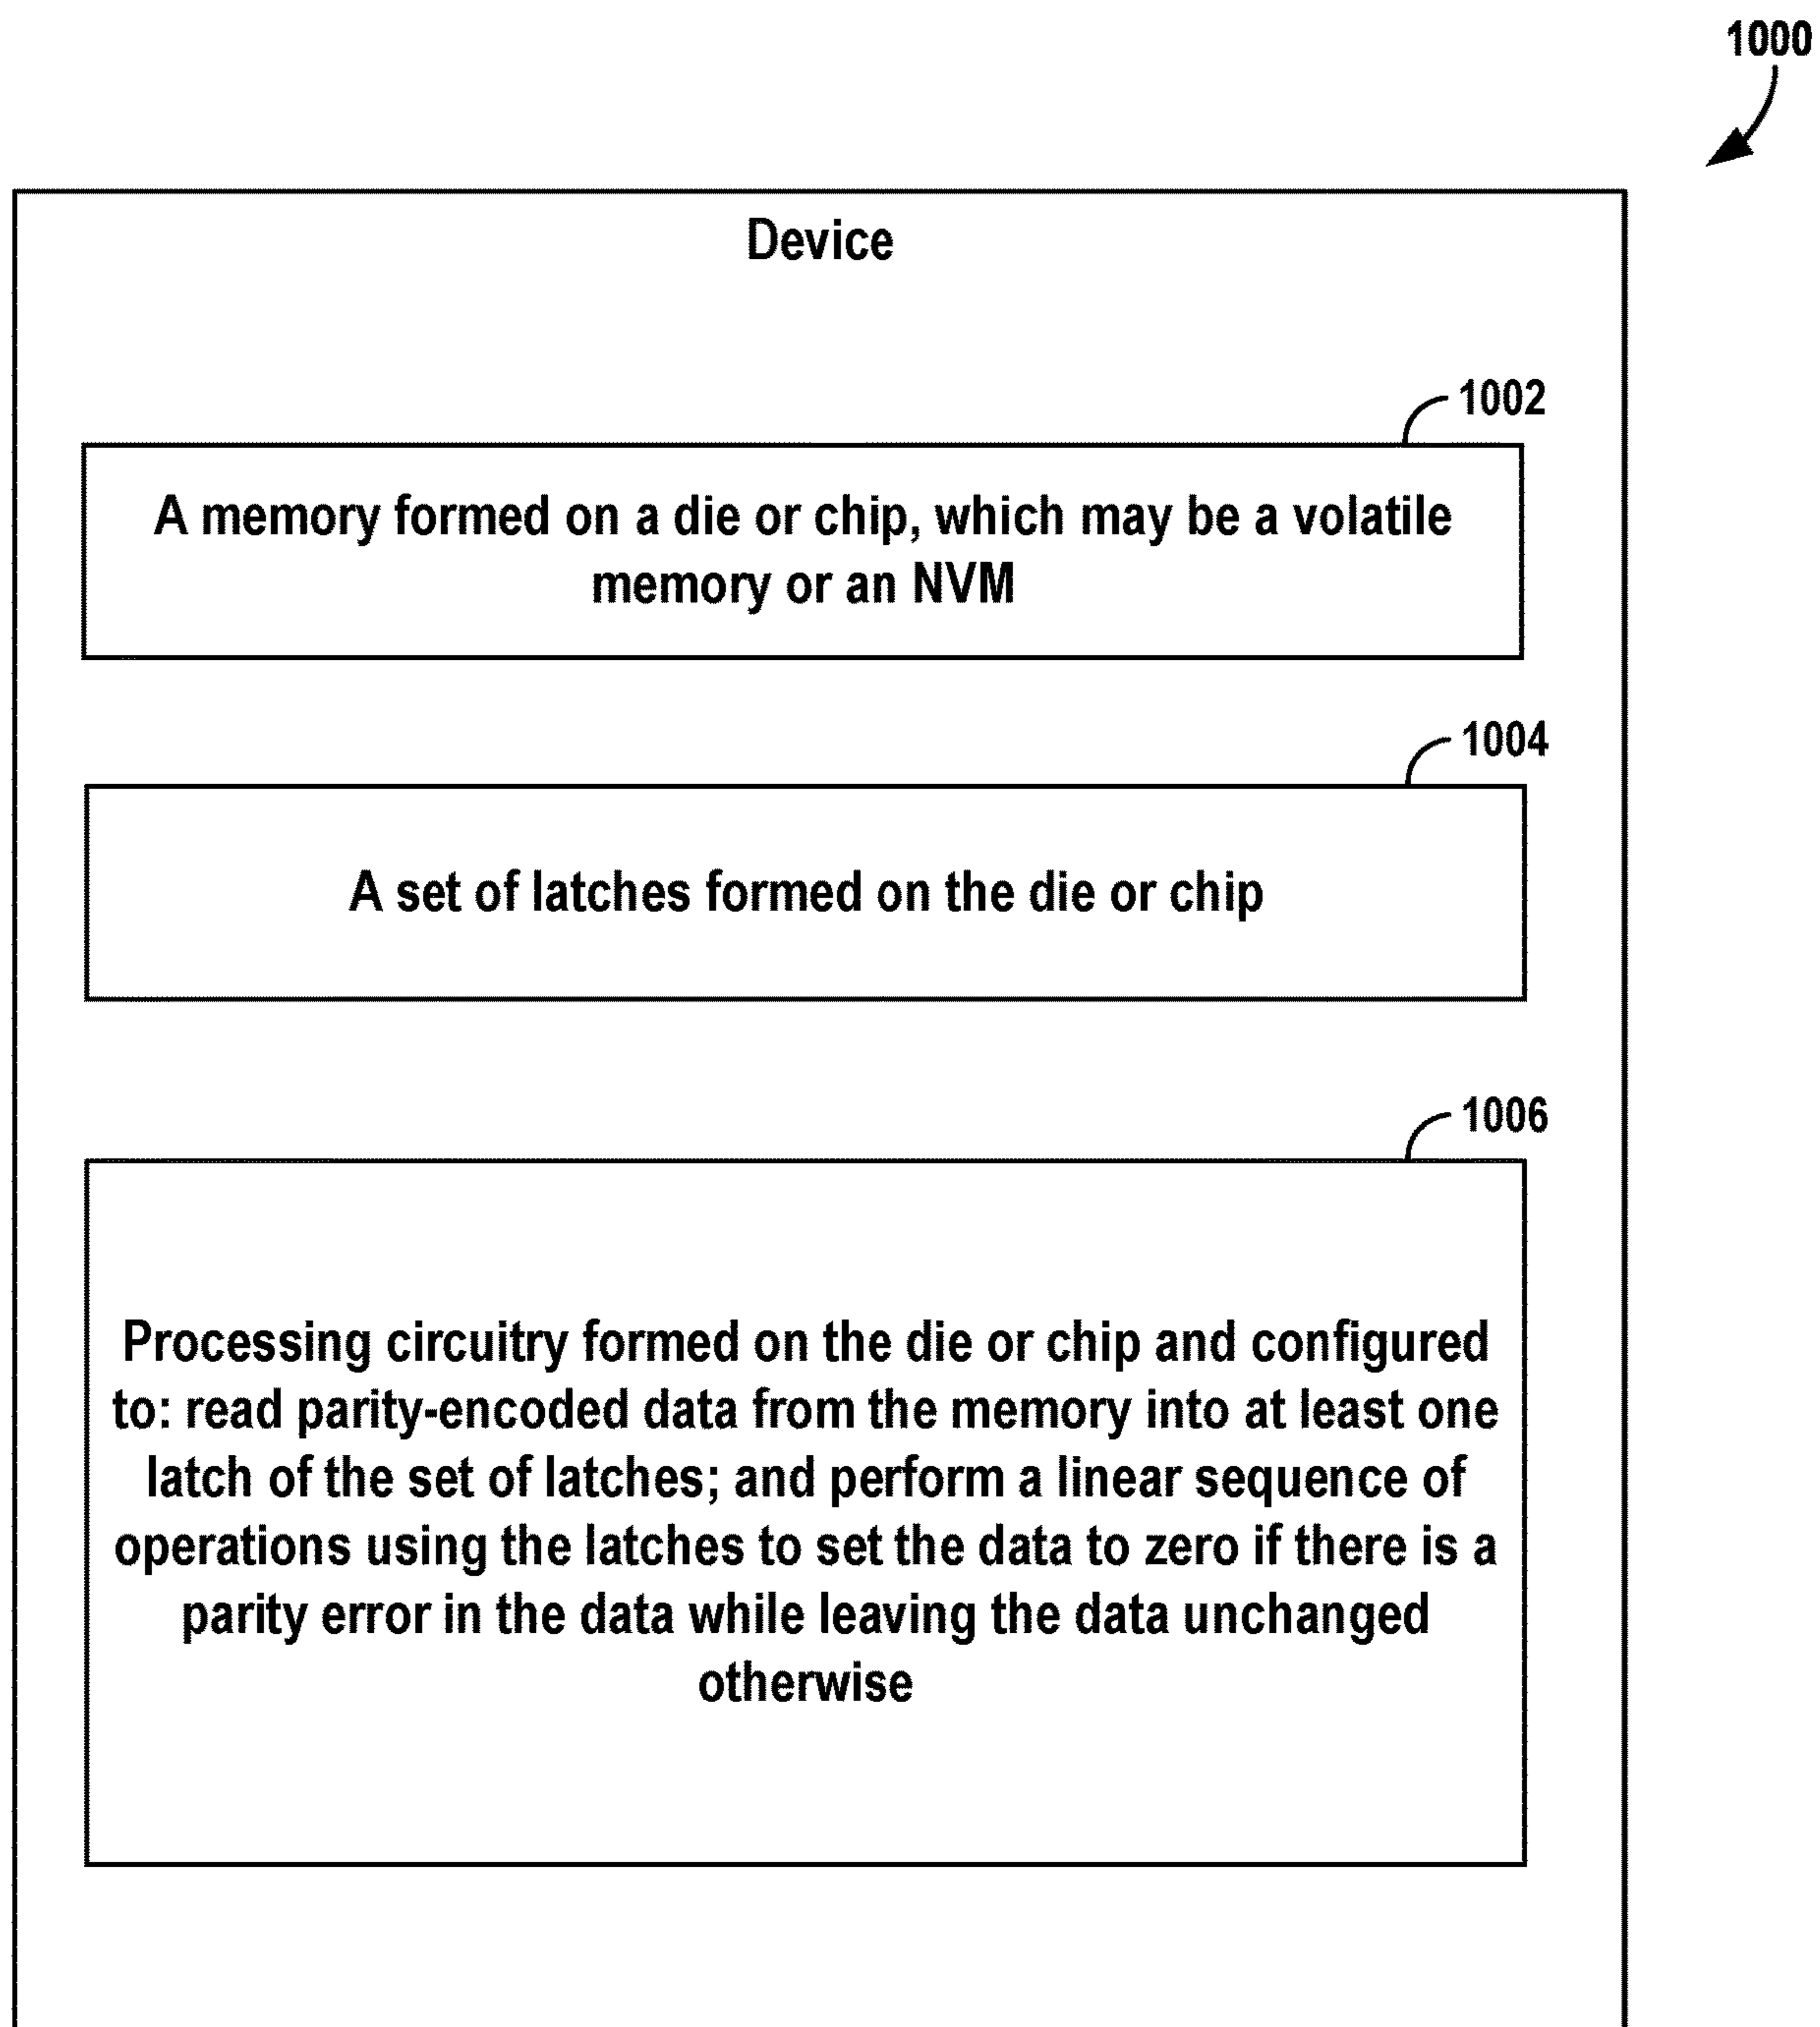 1000
Device
1002
A memory formed on a die or chip, which may be a volatile
memory or an NVM
1004
A set of latches formed on the die or chip
1006
Processing circuitry formed on the die or chip and configured
to: read parity-encoded data from the memory into at least one
latch of the set of latches; and perform a linear sequence of
operations using the latches to set the data to zero if there is a
parity error in the data while leaving the data unchanged
otherwise